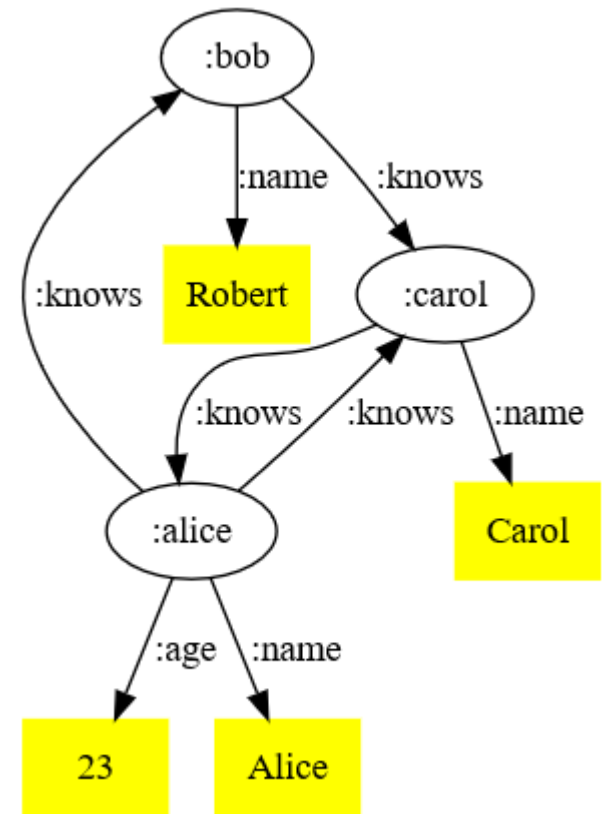 :bob
:name
:knows
:knows
Robert
:carol
:knows
:knows
:name
:alice
Carol
:age
:name
23
Alice